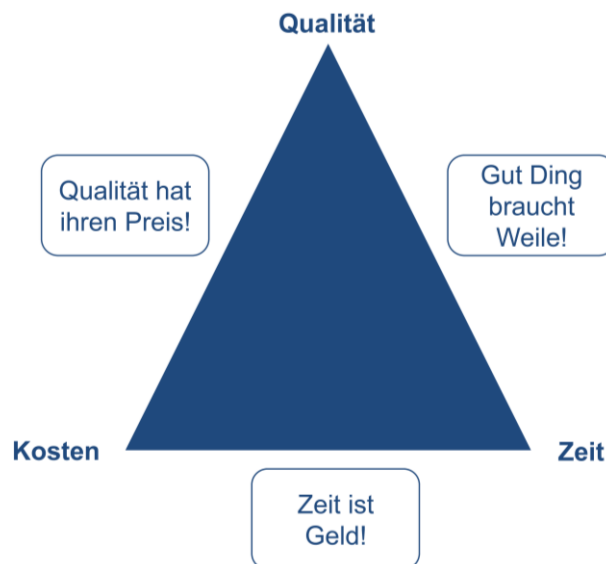 Qualität
Qualität hat
ihren Preis!
Gut Ding
braucht
Weile!
Kosten
Zeit
Zeit ist
Geld!